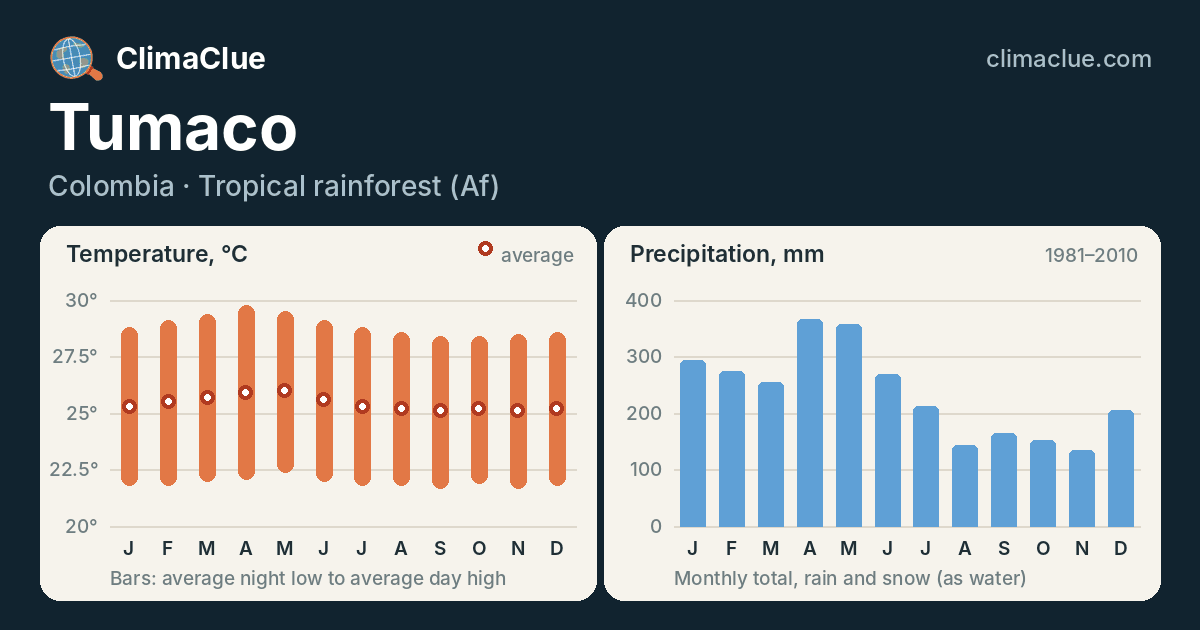 ClimaClue
climaclue.com
Tumaco
Colombia · Tropical rainforest (Af)
Temperature, °C
average
30°
27.5°
25°
22.5°
20°
J F M A M J J A S O N D
Bars: average night low to average day high
Precipitation, mm
1981–2010
400
300
200
100
0
J F M A M J J A S O N D
Monthly total, rain and snow (as water)